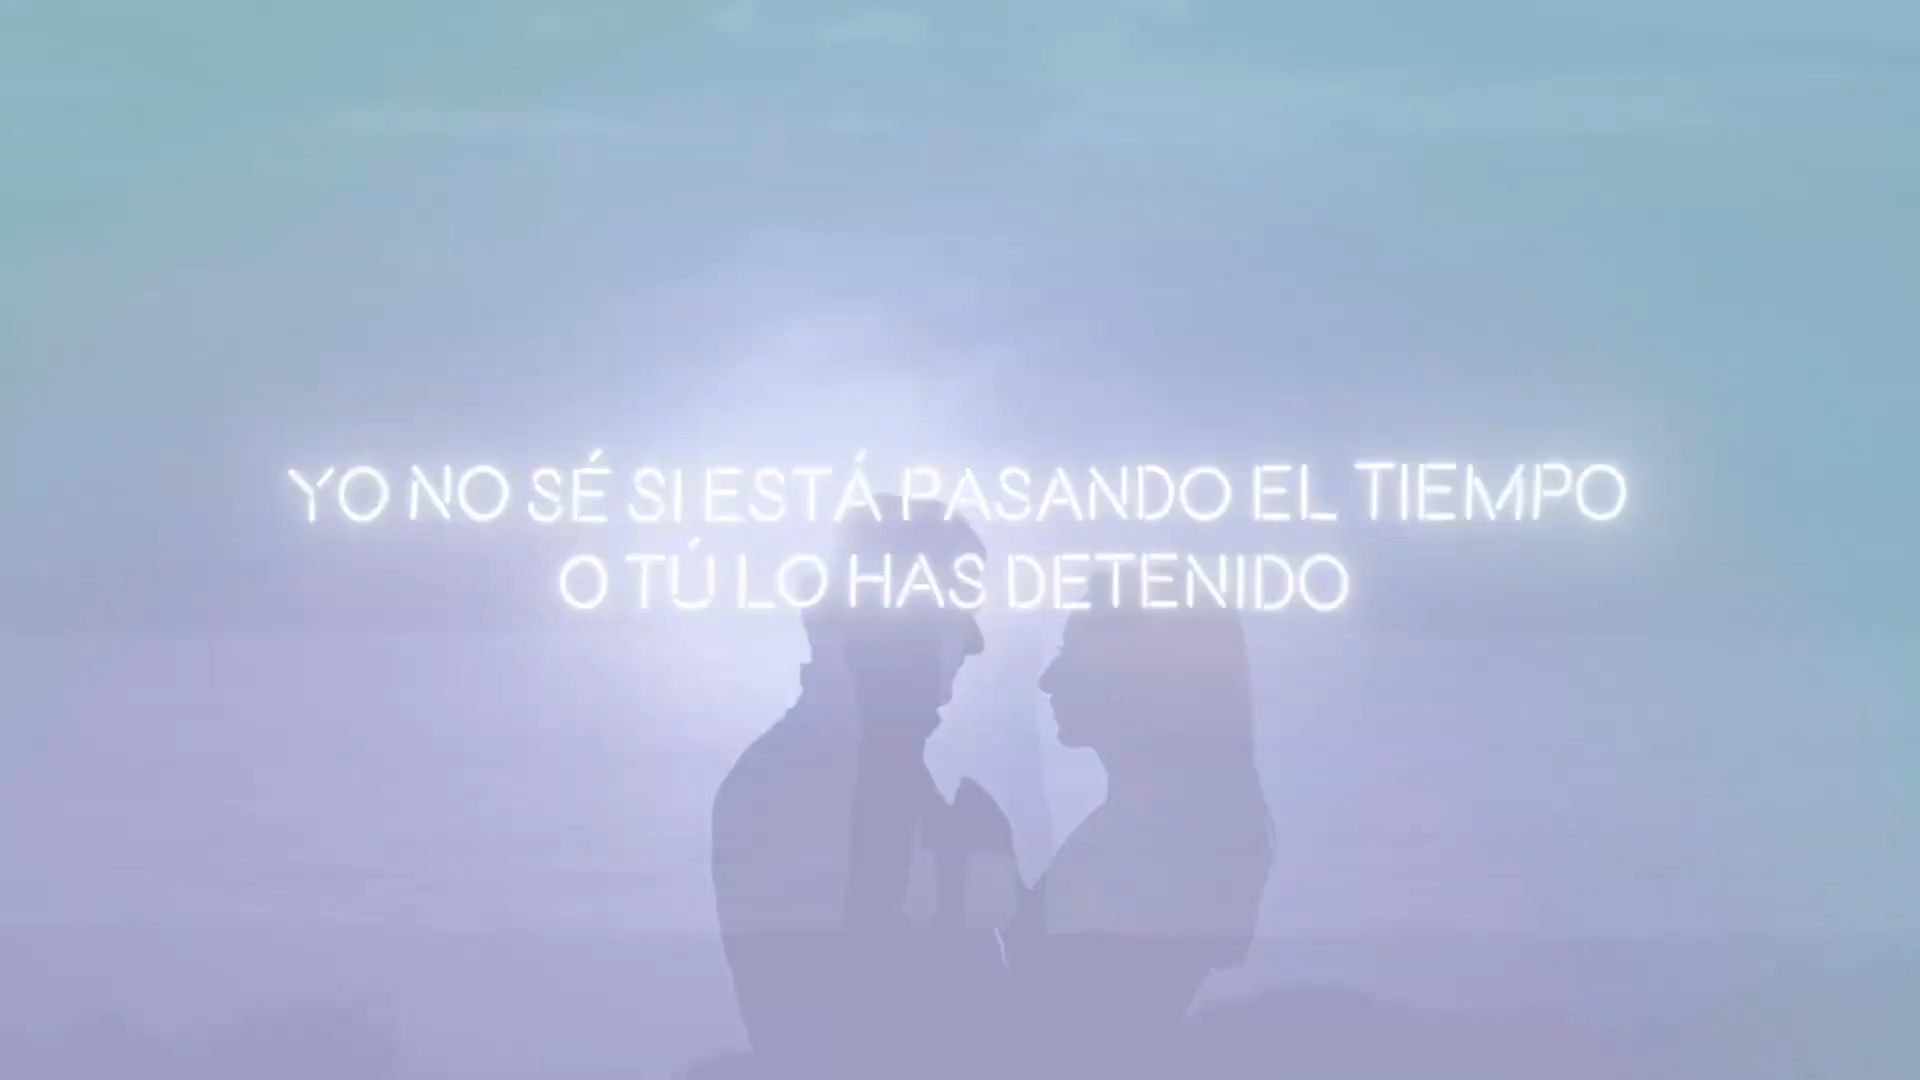 YO NO SÉ SI ESTÁ PASANDO EL TIEMPO
O TÚ LO HAS DETENIDO